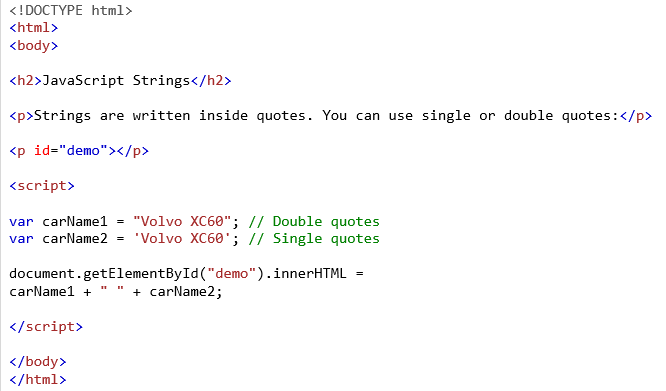 <!DOCTYPE html>
<html>
<body>
<h2>JavaScript Strings</h2>
<p>Strings are written inside quotes. You can use single or double quotes:</p>
<p id="demo"></p>
<script>
var carName1 = "Volvo XC60"; // Double quotes
var carName2 = 'Volvo XC60'; // Single quotes
document.getElementById("demo").innerHTML =
carName1 + " " + carName2;
</script>
</body>
</html>